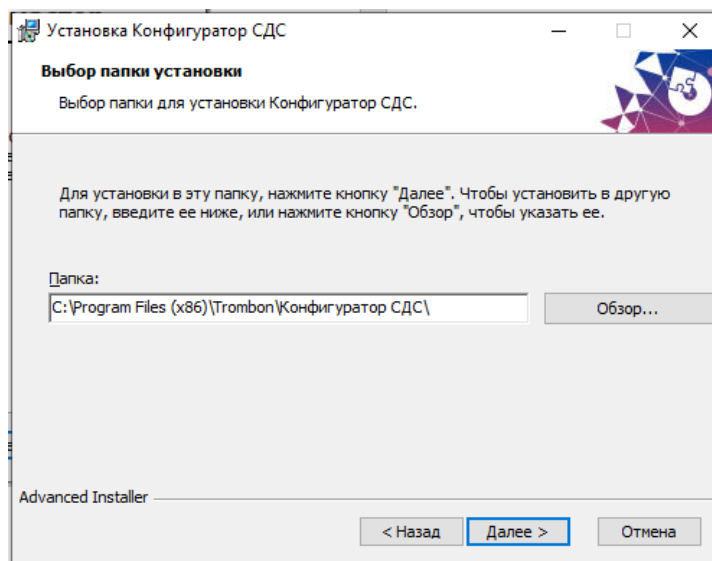 Установка Конфигуратор СДС
Выбор папки установки
Выбор папки для установки Конфигуратор СДС.
Для установки в эту папку, нажмите кнопку "Далее". Чтобы установить в другую
папку, введите ее ниже, или нажмите кнопку "Обзор", чтобы указать ее.
Папка:
C:\Program Files (x86)\Trombon\Конфигуратор СДС\
Обзор...
Advanced Installer
< Назад
Далее >
Отмена